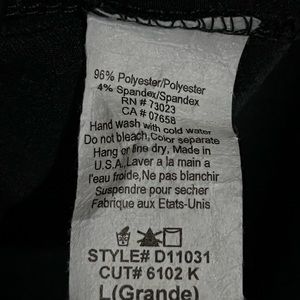 96% Polyester/Polyester
4% Spandex/Spandex
RN # 73023
CA # 07658
Hand wash with cold water
Do not bleach,Color separate
Hang or line dry, Made in
U.S.A.,Laver a la main a
l'eau froide,Ne pas blanchir
Suspendre pour secher
Fabrique aux Etats-Unis
STYLE# D11031
CUT# 6102 K
L(Grande)